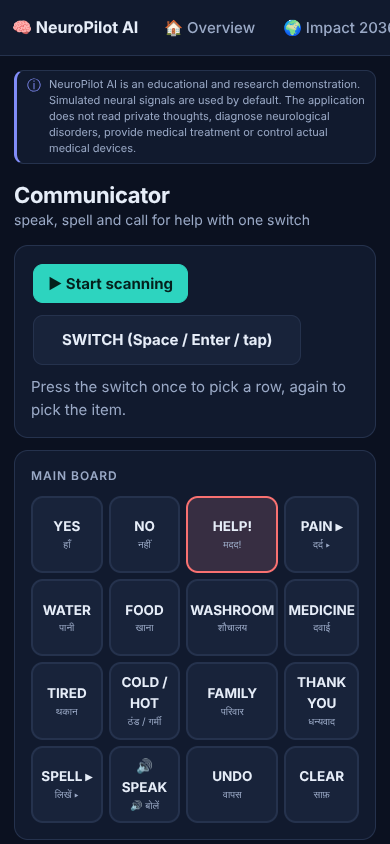 🧠 NeuroPilot AI 🏠 Overview 🌍 Impact 2030
ⓘ NeuroPilot AI is an educational and research demonstration.
Simulated neural signals are used by default. The application
does not read private thoughts, diagnose neurological
disorders, provide medical treatment or control actual
medical devices.
Communicator
speak, spell and call for help with one switch
▶ Start scanning
SWITCH (Space / Enter / tap)
Press the switch once to pick a row, again to
pick the item.
MAIN BOARD
YES NO HELP! PAIN ▸
हाँ नहीं मदद! दर्द ▸
WATER FOOD WASHROOM MEDICINE
पानी खाना शौचालय दवाई
TIRED COLD / HOT FAMILY THANK YOU
थकान ठंड / गर्मी परिवार धन्यवाद
SPELL ▸ 🔊 SPEAK UNDO CLEAR
लिखें ▸ 🔊 बोलें वापस साफ़